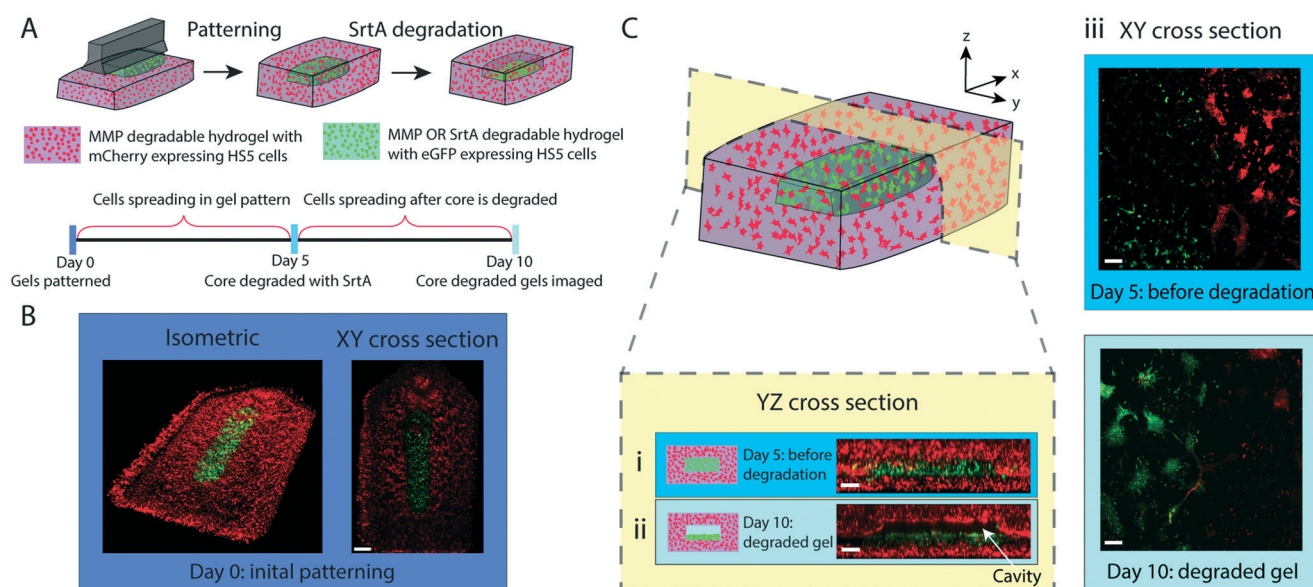 A
Patterning
SrtA degradation
MMP degradable hydrogel with
mCherry expressing HS5 cells
MMP OR SrtA degradable hydrogel
with eGFP expressing HS5 cells
Cells spreading in gel pattern
Cells spreading after core is degraded
Day 0
Day 5
Day 10
Gels patterned
Core degraded with SrtA
Core degraded gels imaged
B
Isometric
XY cross section
Day 0: inital patterning
C
z
x
y
YZ cross section
i
Day 5: before
degradation
ii
Day 10:
degraded gel
Cavity
iii
XY cross section
Day 5: before degradation
Day 10: degraded gel